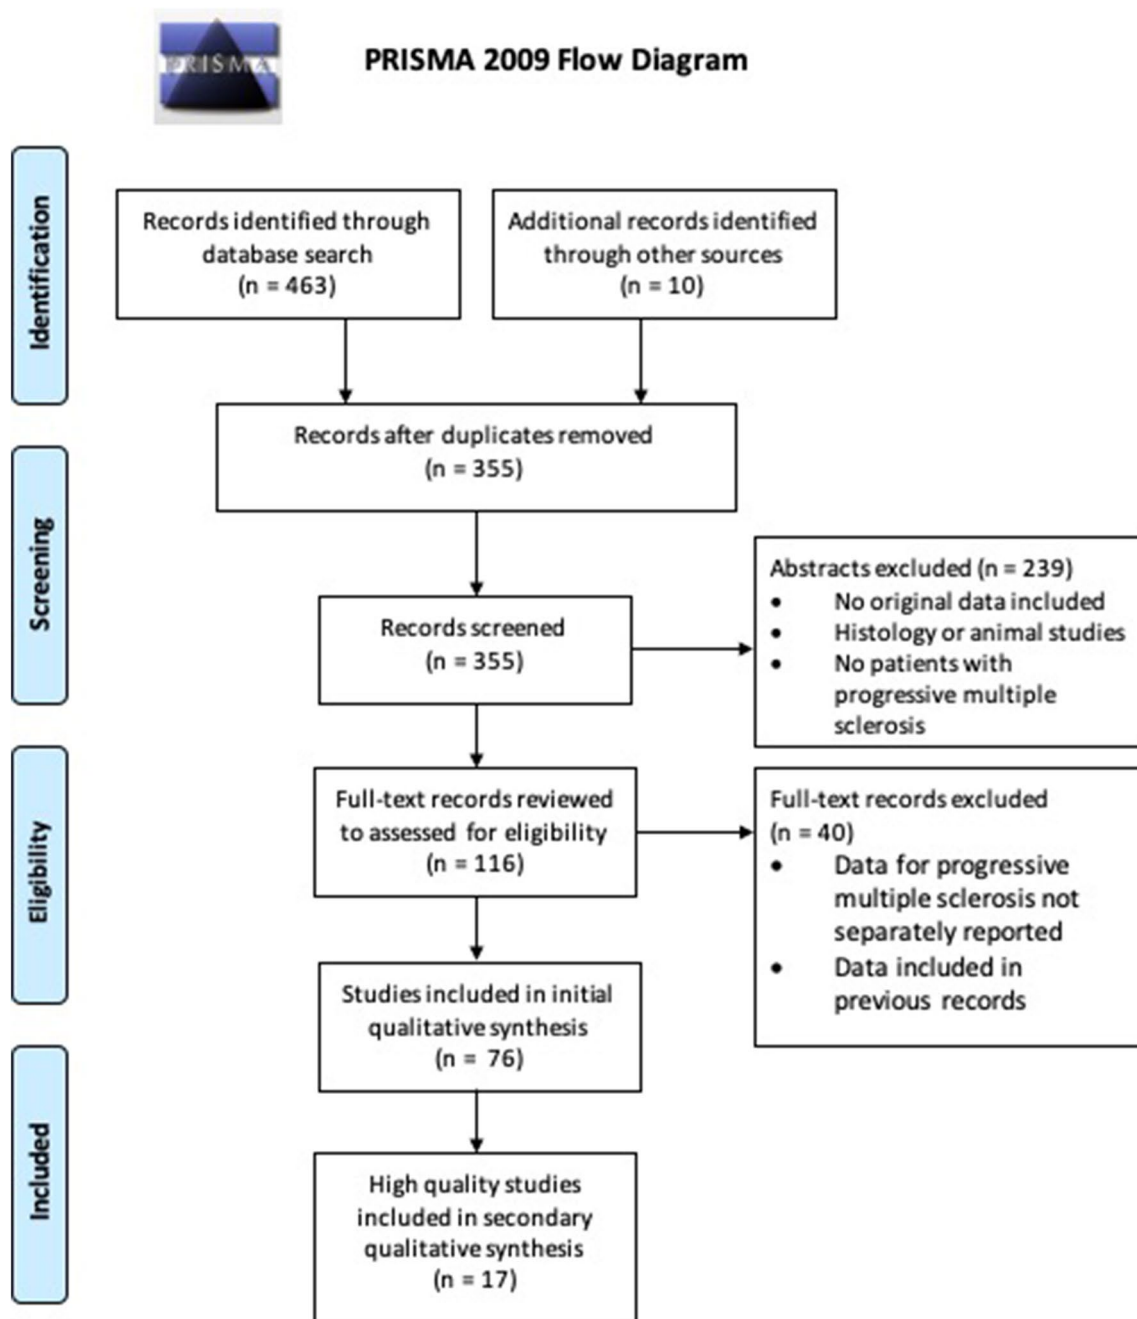 PRISMA
PRISMA 2009 Flow Diagram
Identification
Records identified through
database search
(n = 463)
Additional records identified
through other sources
(n = 10)
Records after duplicates removed
(n = 355)
Screening
Records screened
(n = 355)
Abstracts excluded (n = 239)
• No original data included
• Histology or animal studies
• No patients with
progressive multiple
sclerosis
Eligibility
Full-text records reviewed
to assessed for eligibility
(n = 116)
Full-text records excluded
(n = 40)
• Data for progressive
multiple sclerosis not
separately reported
• Data included in
previous records
Studies included in initial
qualitative synthesis
(n = 76)
Included
High quality studies
included in secondary
qualitative synthesis
(n = 17)